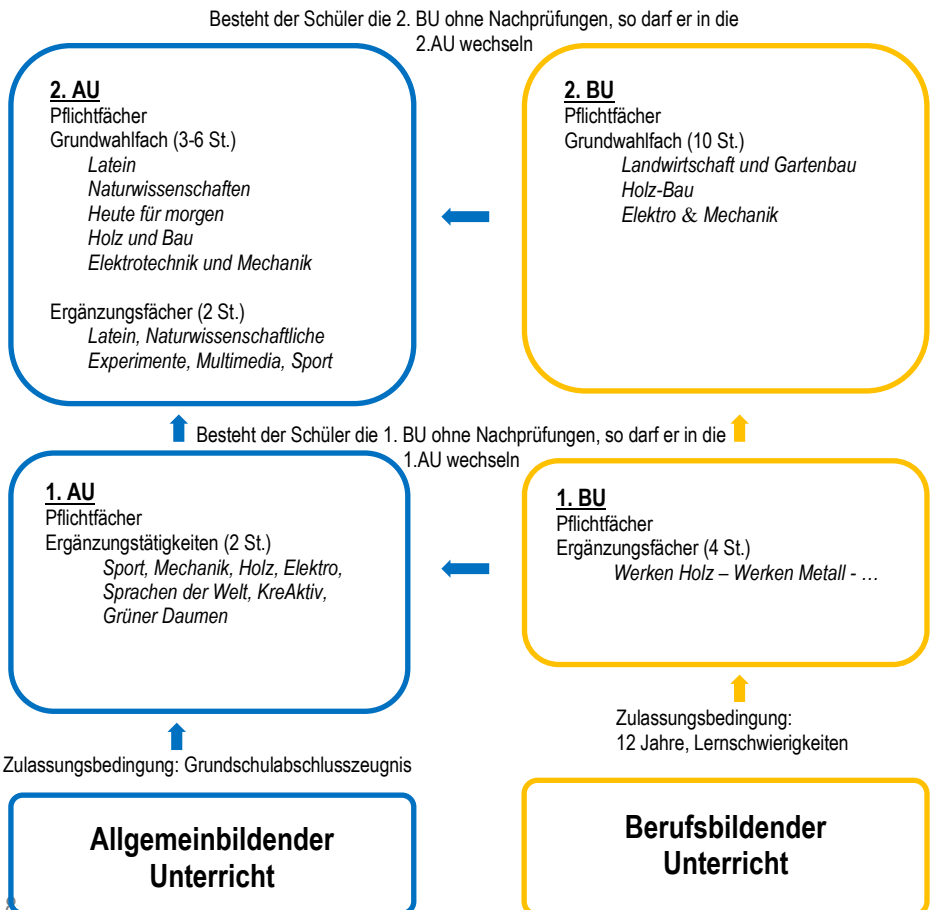 Besteht der Schüler die 2. BU ohne Nachprüfungen, so darf er in die
2.AU wechseln
2. AU
Pflichtfächer
Grundwahlfach (3-6 St.)
Latein
Naturwissenschaften
Heute für morgen
Holz und Bau
Elektrotechnik und Mechanik
Ergänzungsfächer (2 St.)
Latein, Naturwissenschaftliche
Experimente, Multimedia, Sport
2. BU
Pflichtfächer
Grundwahlfach (10 St.)
Landwirtschaft und Gartenbau
Holz-Bau
Elektro & Mechanik
Besteht der Schüler die 1. BU ohne Nachprüfungen, so darf er in die
1.AU wechseln
1. AU
Pflichtfächer
Ergänzungstätigkeiten (2 St.)
Sport, Mechanik, Holz, Elektro,
Sprachen der Welt, KreAktiv,
Grüner Daumen
1. BU
Pflichtfächer
Ergänzungsfächer (4 St.)
Werken Holz – Werken Metall - …
Zulassungsbedingung: Grundschulabschlusszeugnis
Zulassungsbedingung:
12 Jahre, Lernschwierigkeiten
Allgemeinbildender
Unterricht
Berufsbildender
Unterricht